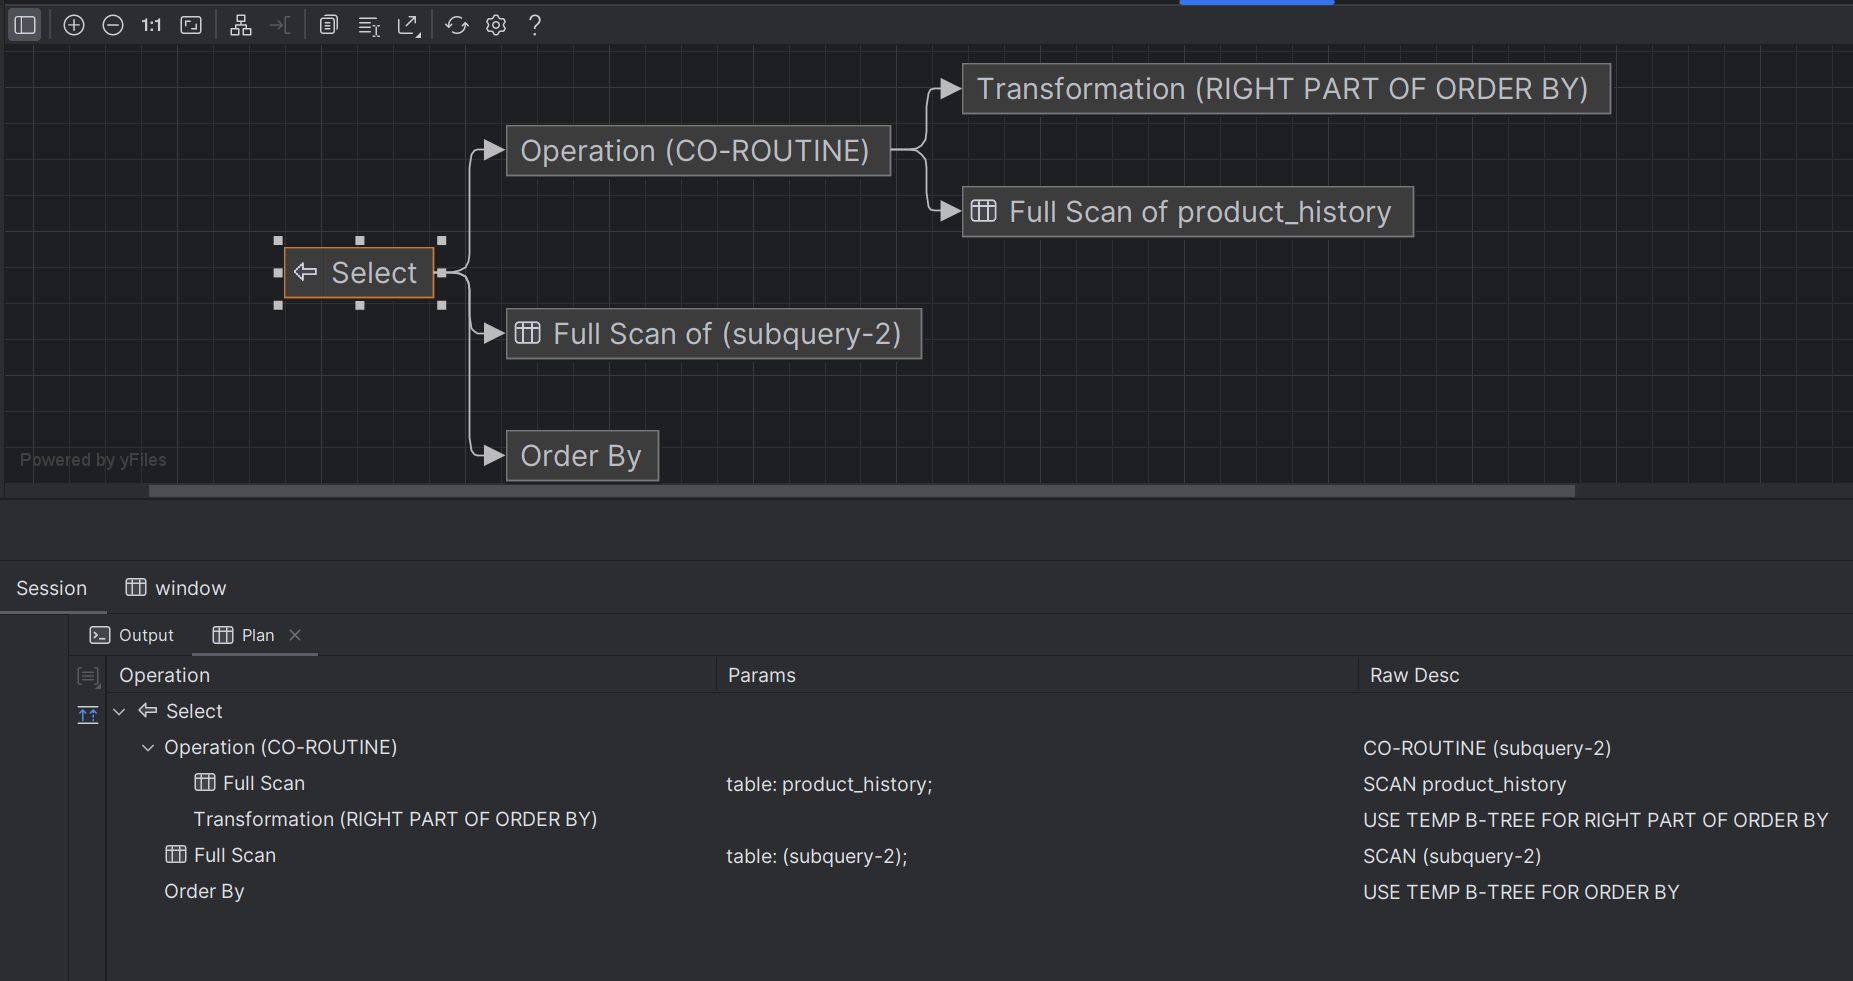 1:1
Transformation (RIGHT PART OF ORDER BY)
Operation (CO-ROUTINE)
Full Scan of product_history
Select
Full Scan of (subquery-2)
Order By
Powered by yFiles
Session window
Output Plan
Operation Params Raw Desc
Select
Operation (CO-ROUTINE) CO-ROUTINE (subquery-2)
Full Scan table: product_history; SCAN product_history
Transformation (RIGHT PART OF ORDER BY) USE TEMP B-TREE FOR RIGHT PART OF ORDER BY
Full Scan table: (subquery-2); SCAN (subquery-2)
Order By USE TEMP B-TREE FOR ORDER BY